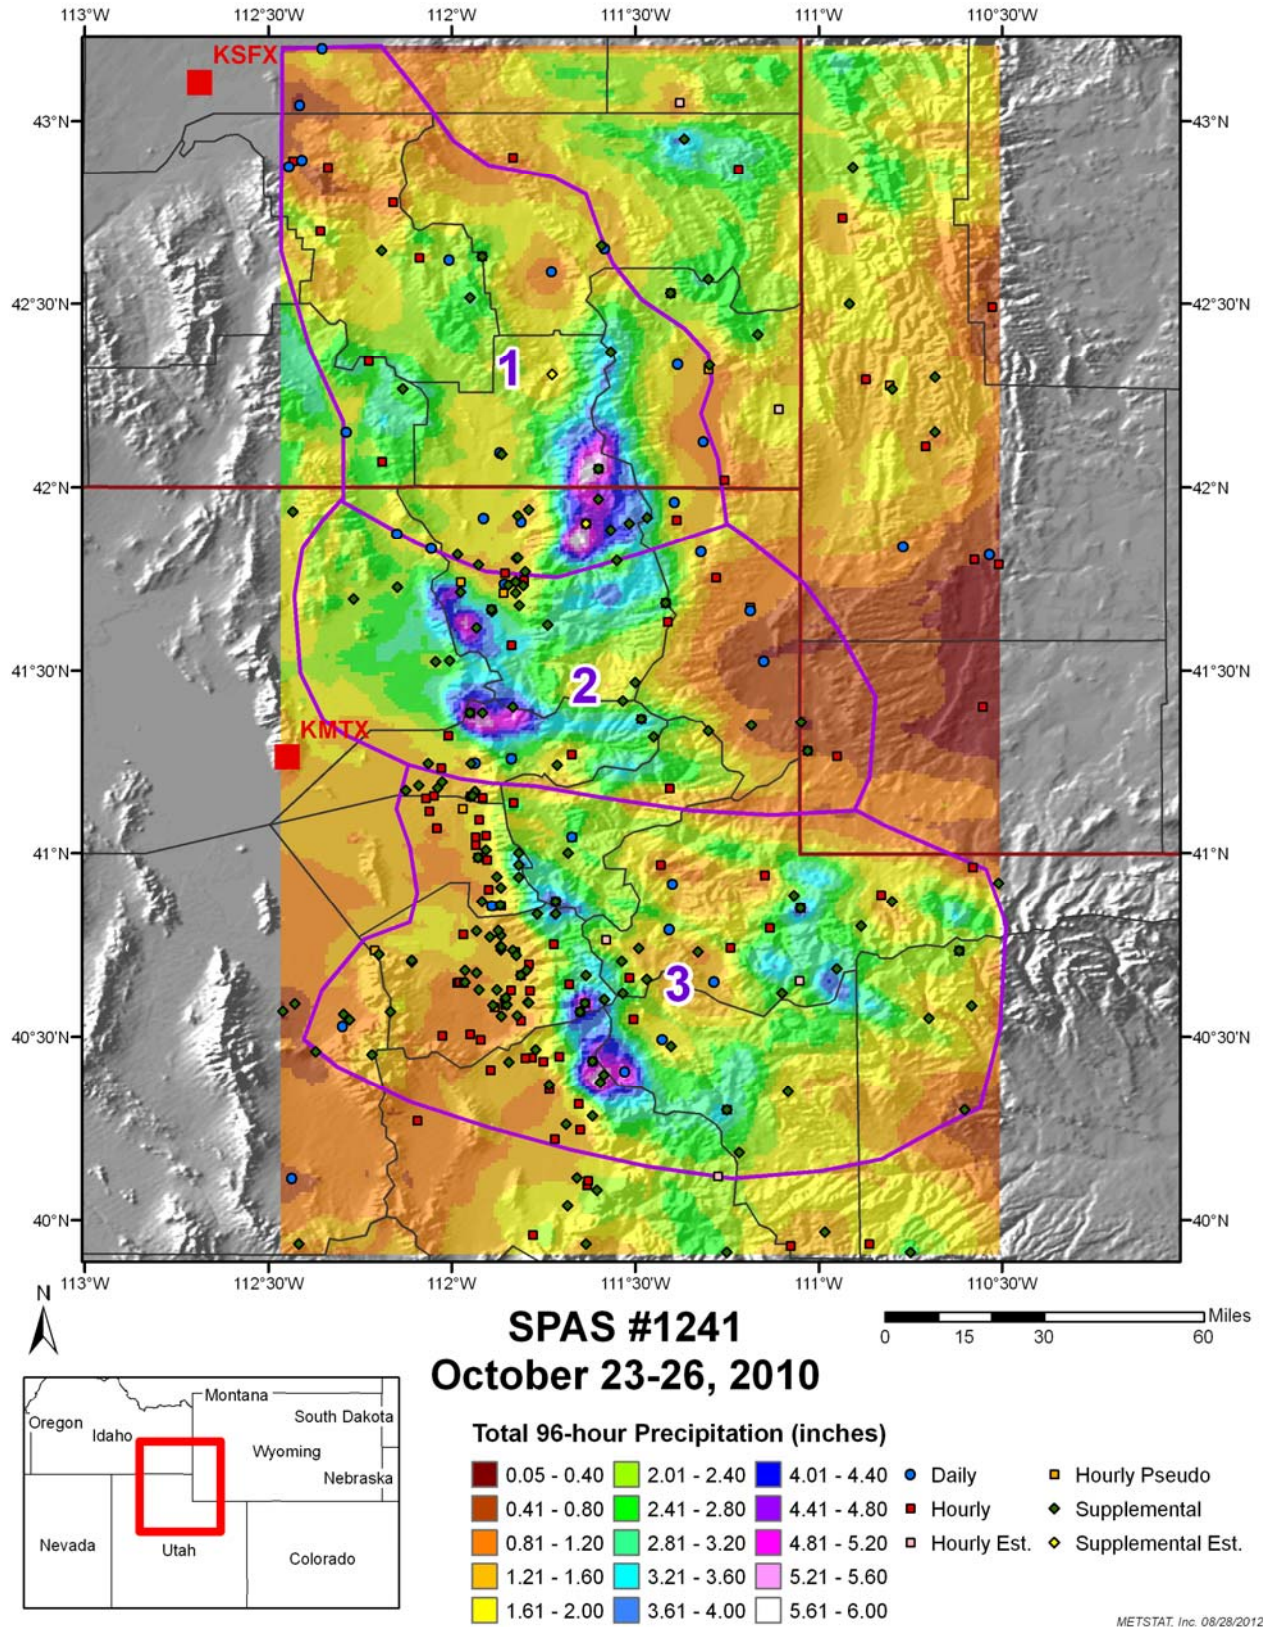 113°W 112°30'W 112°W 111°30'W 111°W 110°30'W
KSFX
43°N 43°N
42°30'N 42°30'N
1
42°N 42°N
41°30'N 41°30'N
2
KMTX
41°N 41°N
3
40°30'N 40°30'N
40°N 40°N
113°W 112°30'W 112°W 111°30'W 111°W 110°30'W
N
SPAS #1241
October 23-26, 2010
Miles
0 15 30 60
Montana
Oregon
South Dakota
Idaho
Wyoming
Nebraska
Nevada
Utah
Colorado
Total 96-hour Precipitation (inches)
0.05 - 0.40 2.01 - 2.40 4.01 - 4.40 Daily Hourly Pseudo
0.41 - 0.80 2.41 - 2.80 4.41 - 4.80 Hourly Supplemental
0.81 - 1.20 2.81 - 3.20 4.81 - 5.20 Hourly Est. Supplemental Est.
1.21 - 1.60 3.21 - 3.60 5.21 - 5.60
1.61 - 2.00 3.61 - 4.00 5.61 - 6.00
METSTAT, Inc. 08/28/2012